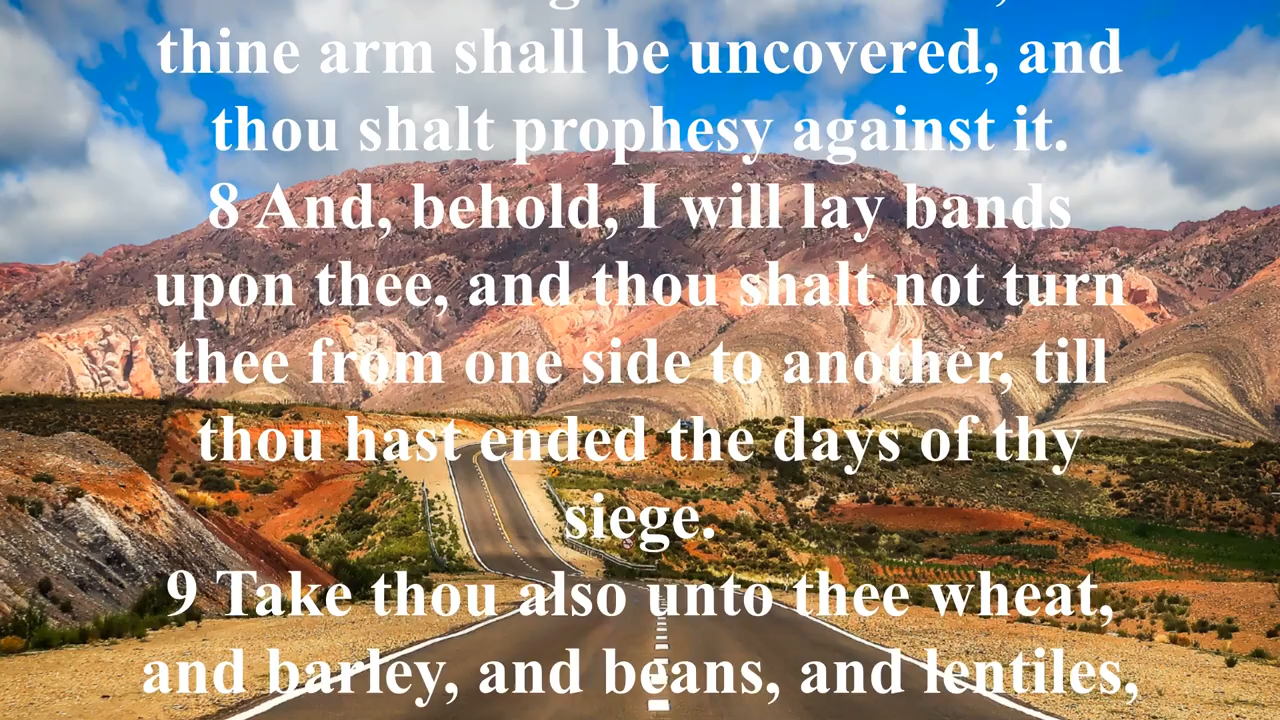 thine arm shall be uncovered, and
thou shalt prophesy against it.
8 And, behold, I will lay bands
upon thee, and thou shalt not turn
thee from one side to another, till
thou hast ended the days of thy
siege.
9 Take thou also unto thee wheat,
and barley, and beans, and lentiles,